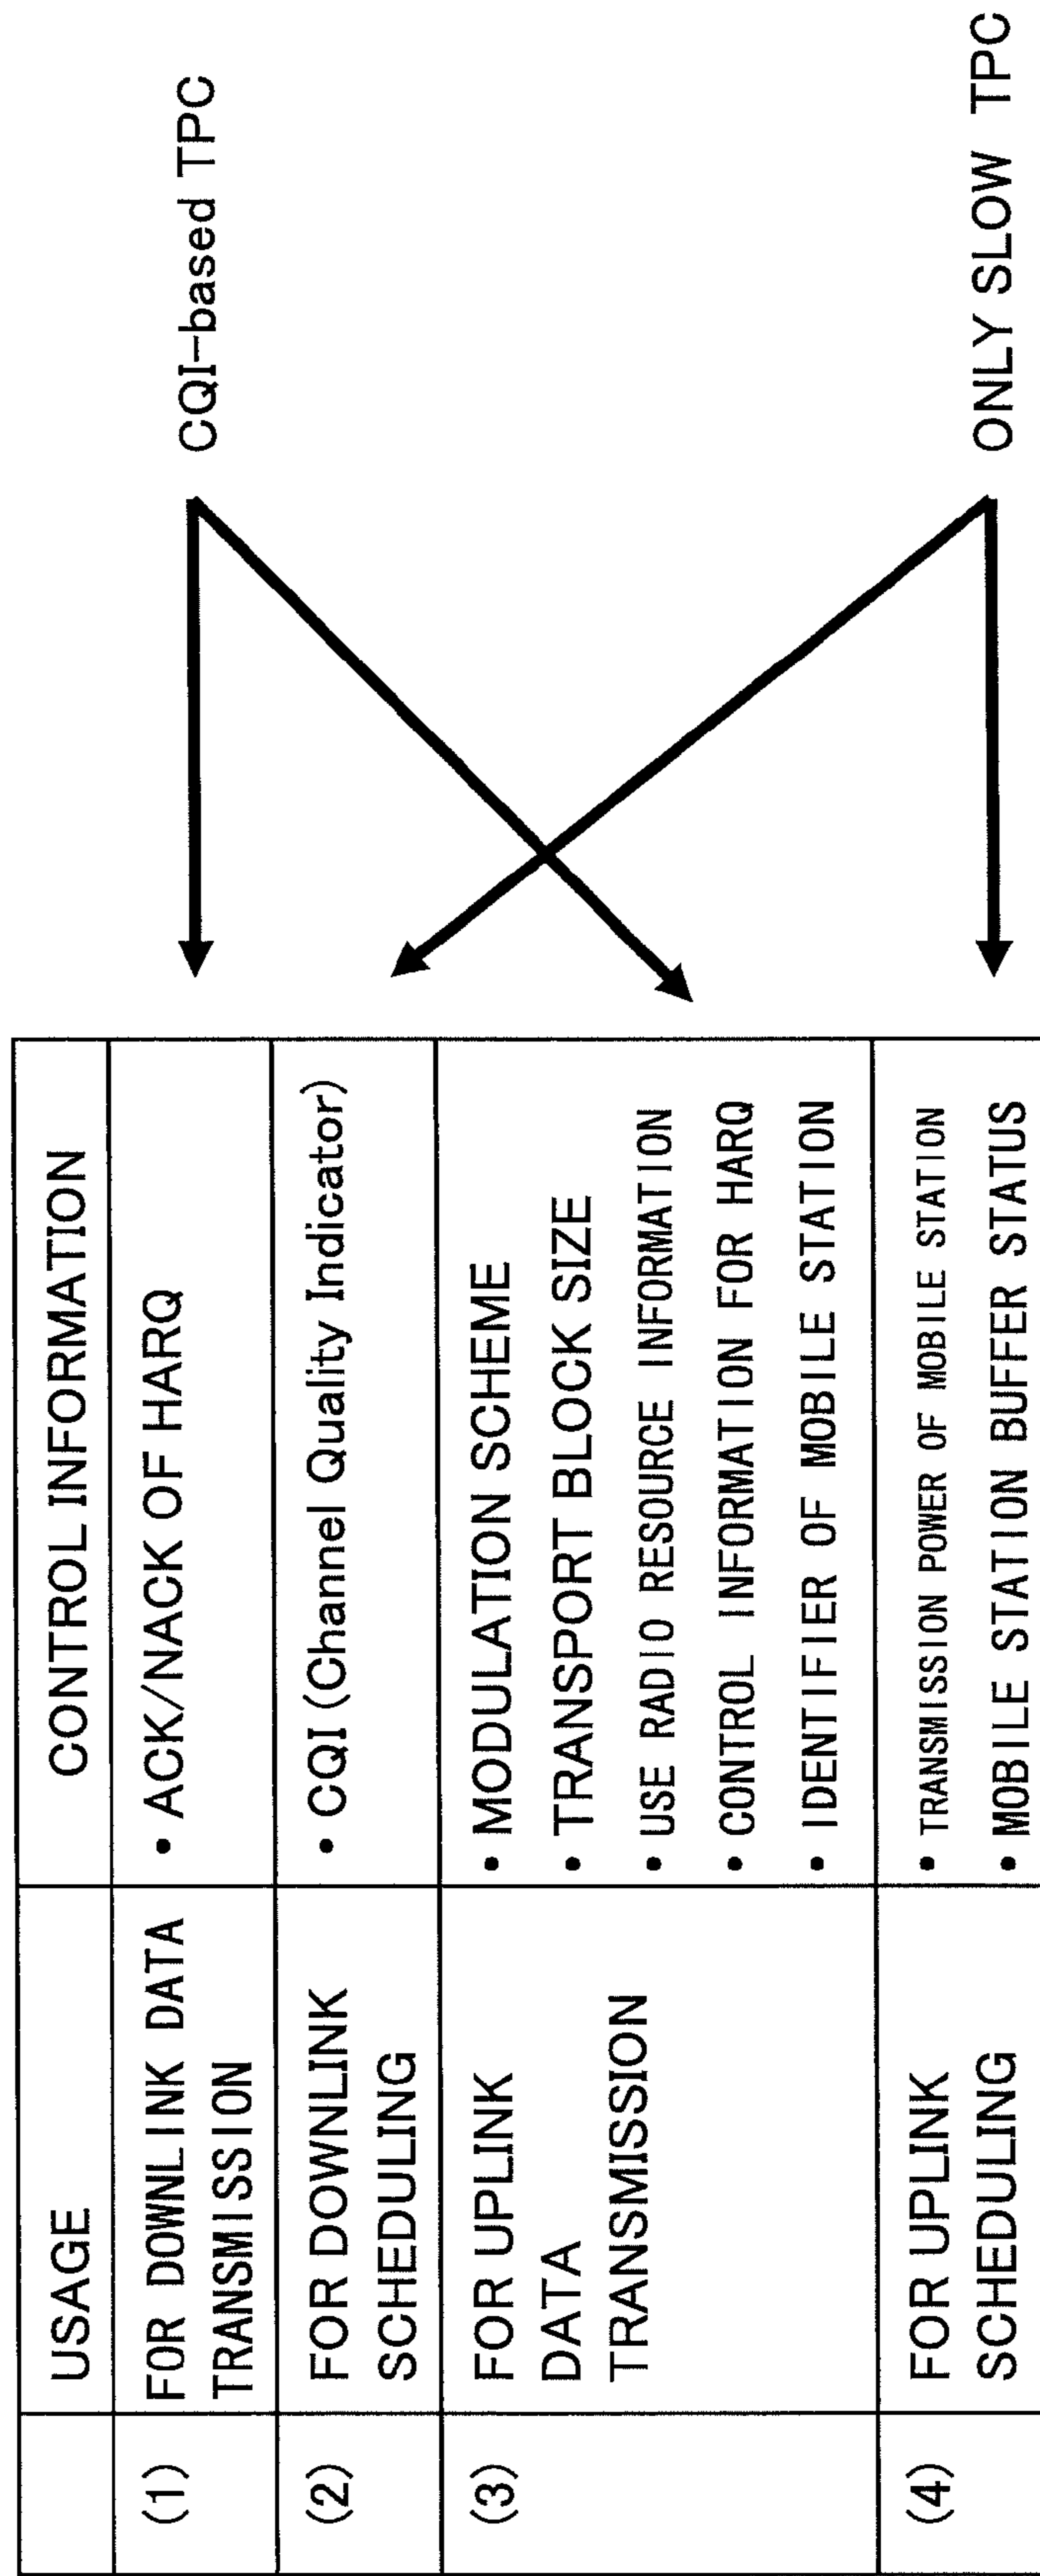 USAGE
CONTROL INFORMATION
(1)
FOR DOWNLINK DATA
TRANSMISSION
• ACK/NACK OF HARQ
(2)
FOR DOWNLINK
SCHEDULING
• CQI (Channel Quality Indicator)
(3)
FOR UPLINK
DATA
TRANSMISSION
• MODULATION SCHEME
• TRANSPORT BLOCK SIZE
• USE RADIO RESOURCE INFORMATION
• CONTROL INFORMATION FOR HARQ
• IDENTIFIER OF MOBILE STATION
(4)
FOR UPLINK
SCHEDULING
• TRANSMISSION POWER OF MOBILE STATION
• MOBILE STATION BUFFER STATUS
CQI-based TPC
ONLY SLOW TPC